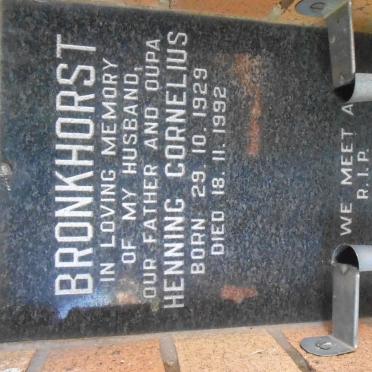 BRONKHORST
IN LOVING MEMORY
OF MY HUSBAND,
OUR FATHER AND OUPA
HENNING CORNELIUS
BORN 29. 10. 1929
DIED 18. 11. 1992
WE MEET A
R.I.P.